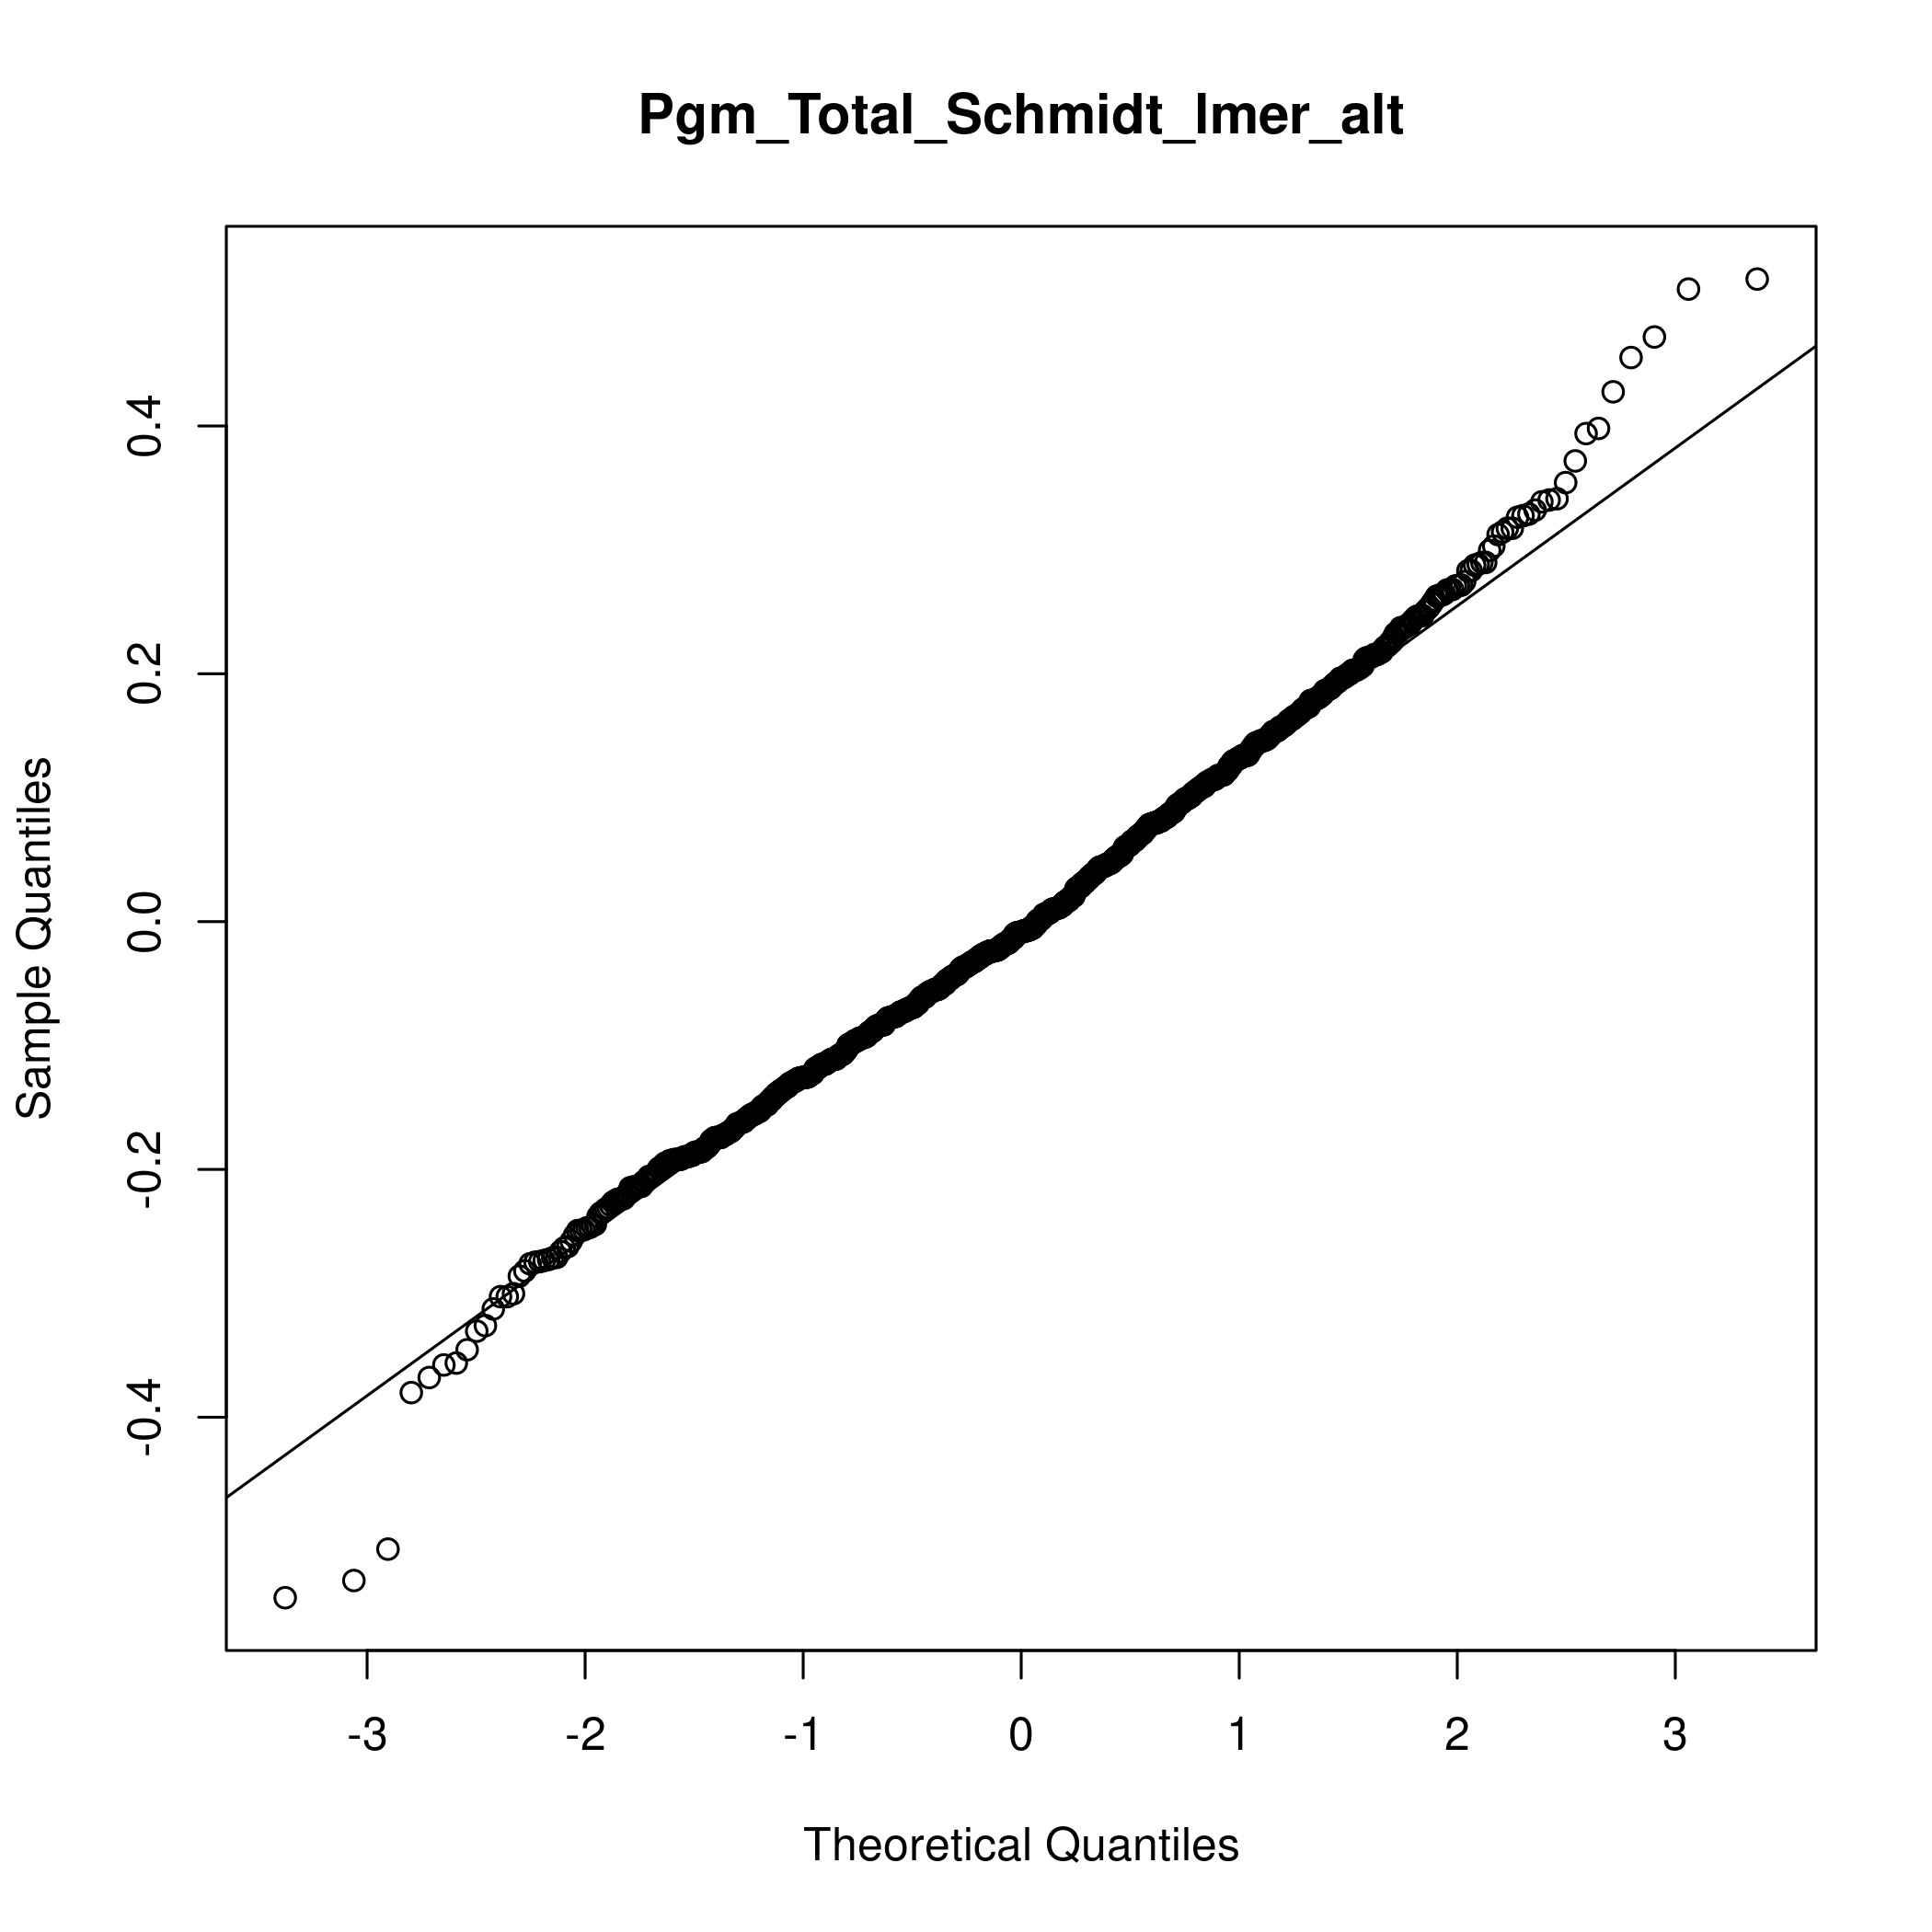 Pgm_Total_Schmidt_lmer_alt
Sample Quantiles
0.4
0.2
0.0
-0.2
-0.4
-3 -2 -1 0 1 2 3
Theoretical Quantiles